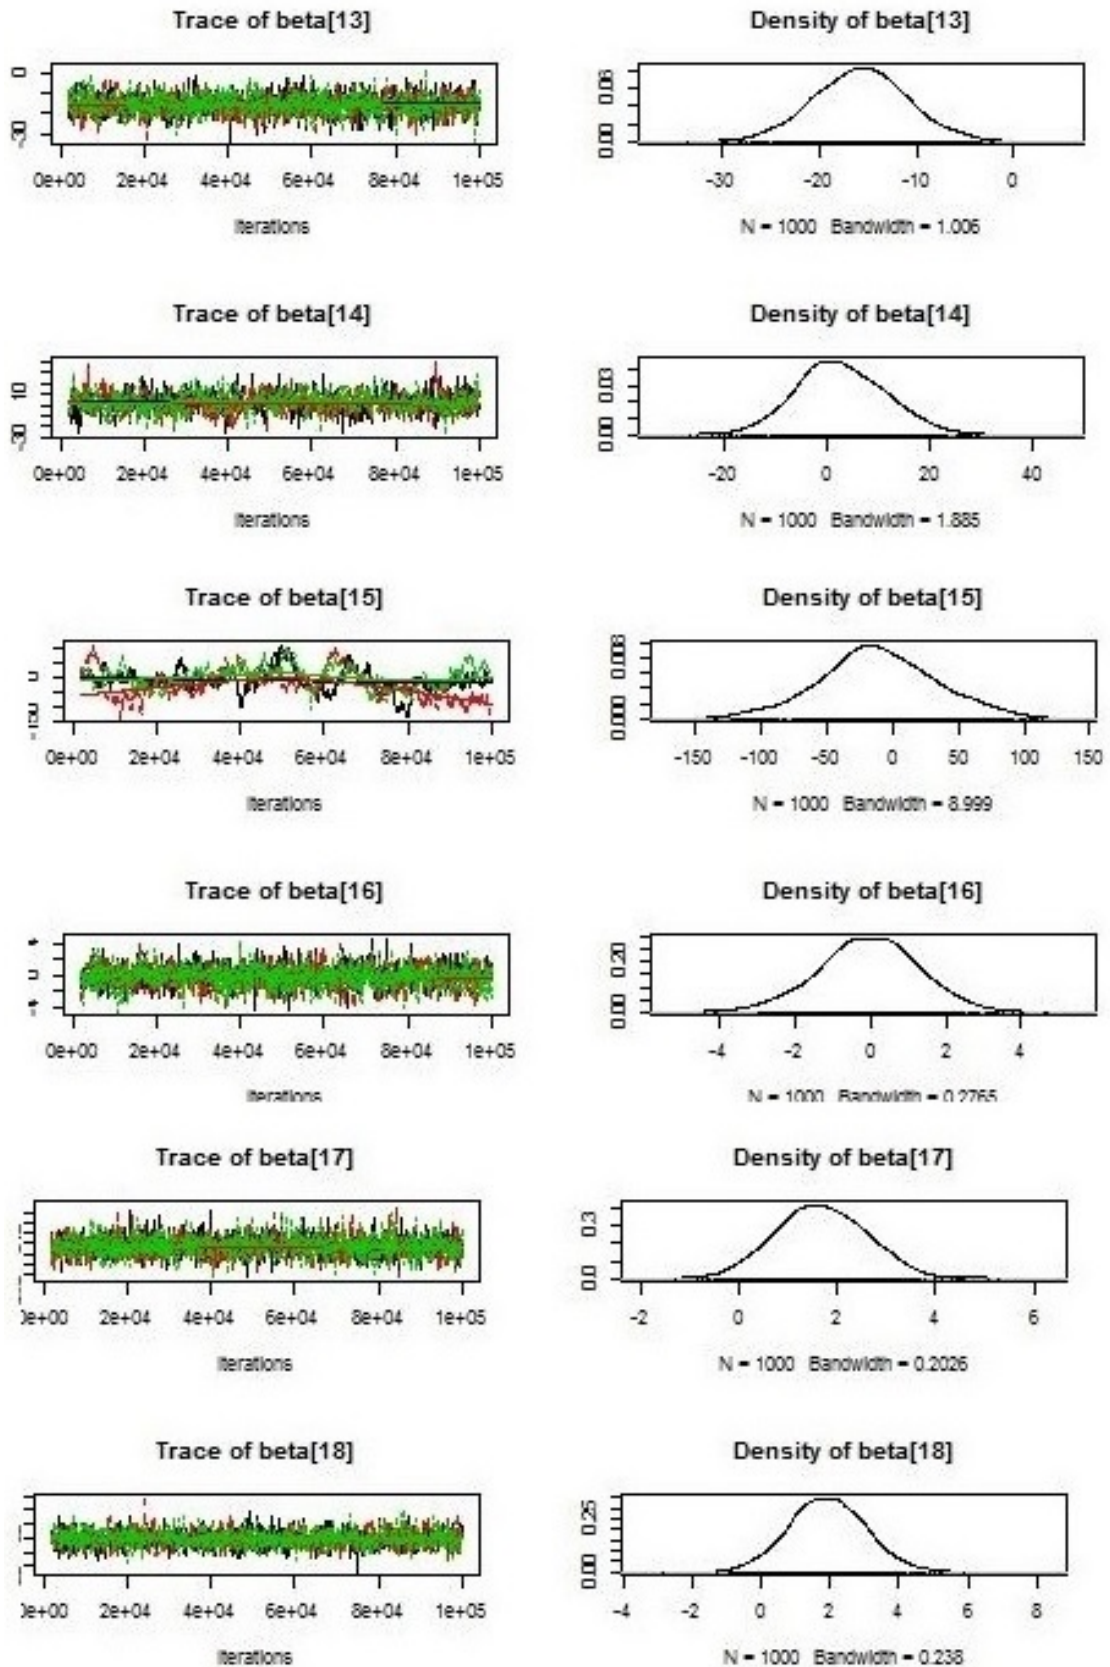 Trace of beta[13]
Density of beta[13]
0
-30
0e+00 2e+04 4e+04 6e+04 8e+04 1e+05
Iterations
0.06
0.00
-30 -20 -10 0
N = 1000 Bandwidth = 1.006
Trace of beta[14]
Density of beta[14]
10
-30
0e+00 2e+04 4e+04 6e+04 8e+04 1e+05
Iterations
0.03
0.00
-20 0 20 40
N = 1000 Bandwidth = 1.885
Trace of beta[15]
Density of beta[15]
0
-150
0e+00 2e+04 4e+04 6e+04 8e+04 1e+05
Iterations
0.008
0.000
-150 -100 -50 0 50 100 150
N = 1000 Bandwidth = 8.999
Trace of beta[16]
Density of beta[16]
0
0e+00 2e+04 4e+04 6e+04 8e+04 1e+05
Iterations
0.20
0.00
-4 -2 0 2 4
N = 1000 Bandwidth = 0.2765
Trace of beta[17]
Density of beta[17]
2e+04 4e+04 6e+04 8e+04 1e+05
Iterations
0.3
0.0
-2 0 2 4 6
N = 1000 Bandwidth = 0.2026
Trace of beta[18]
Density of beta[18]
2e+04 4e+04 6e+04 8e+04 1e+05
Iterations
0.25
0.00
-4 -2 0 2 4 6 8
N = 1000 Bandwidth = 0.238